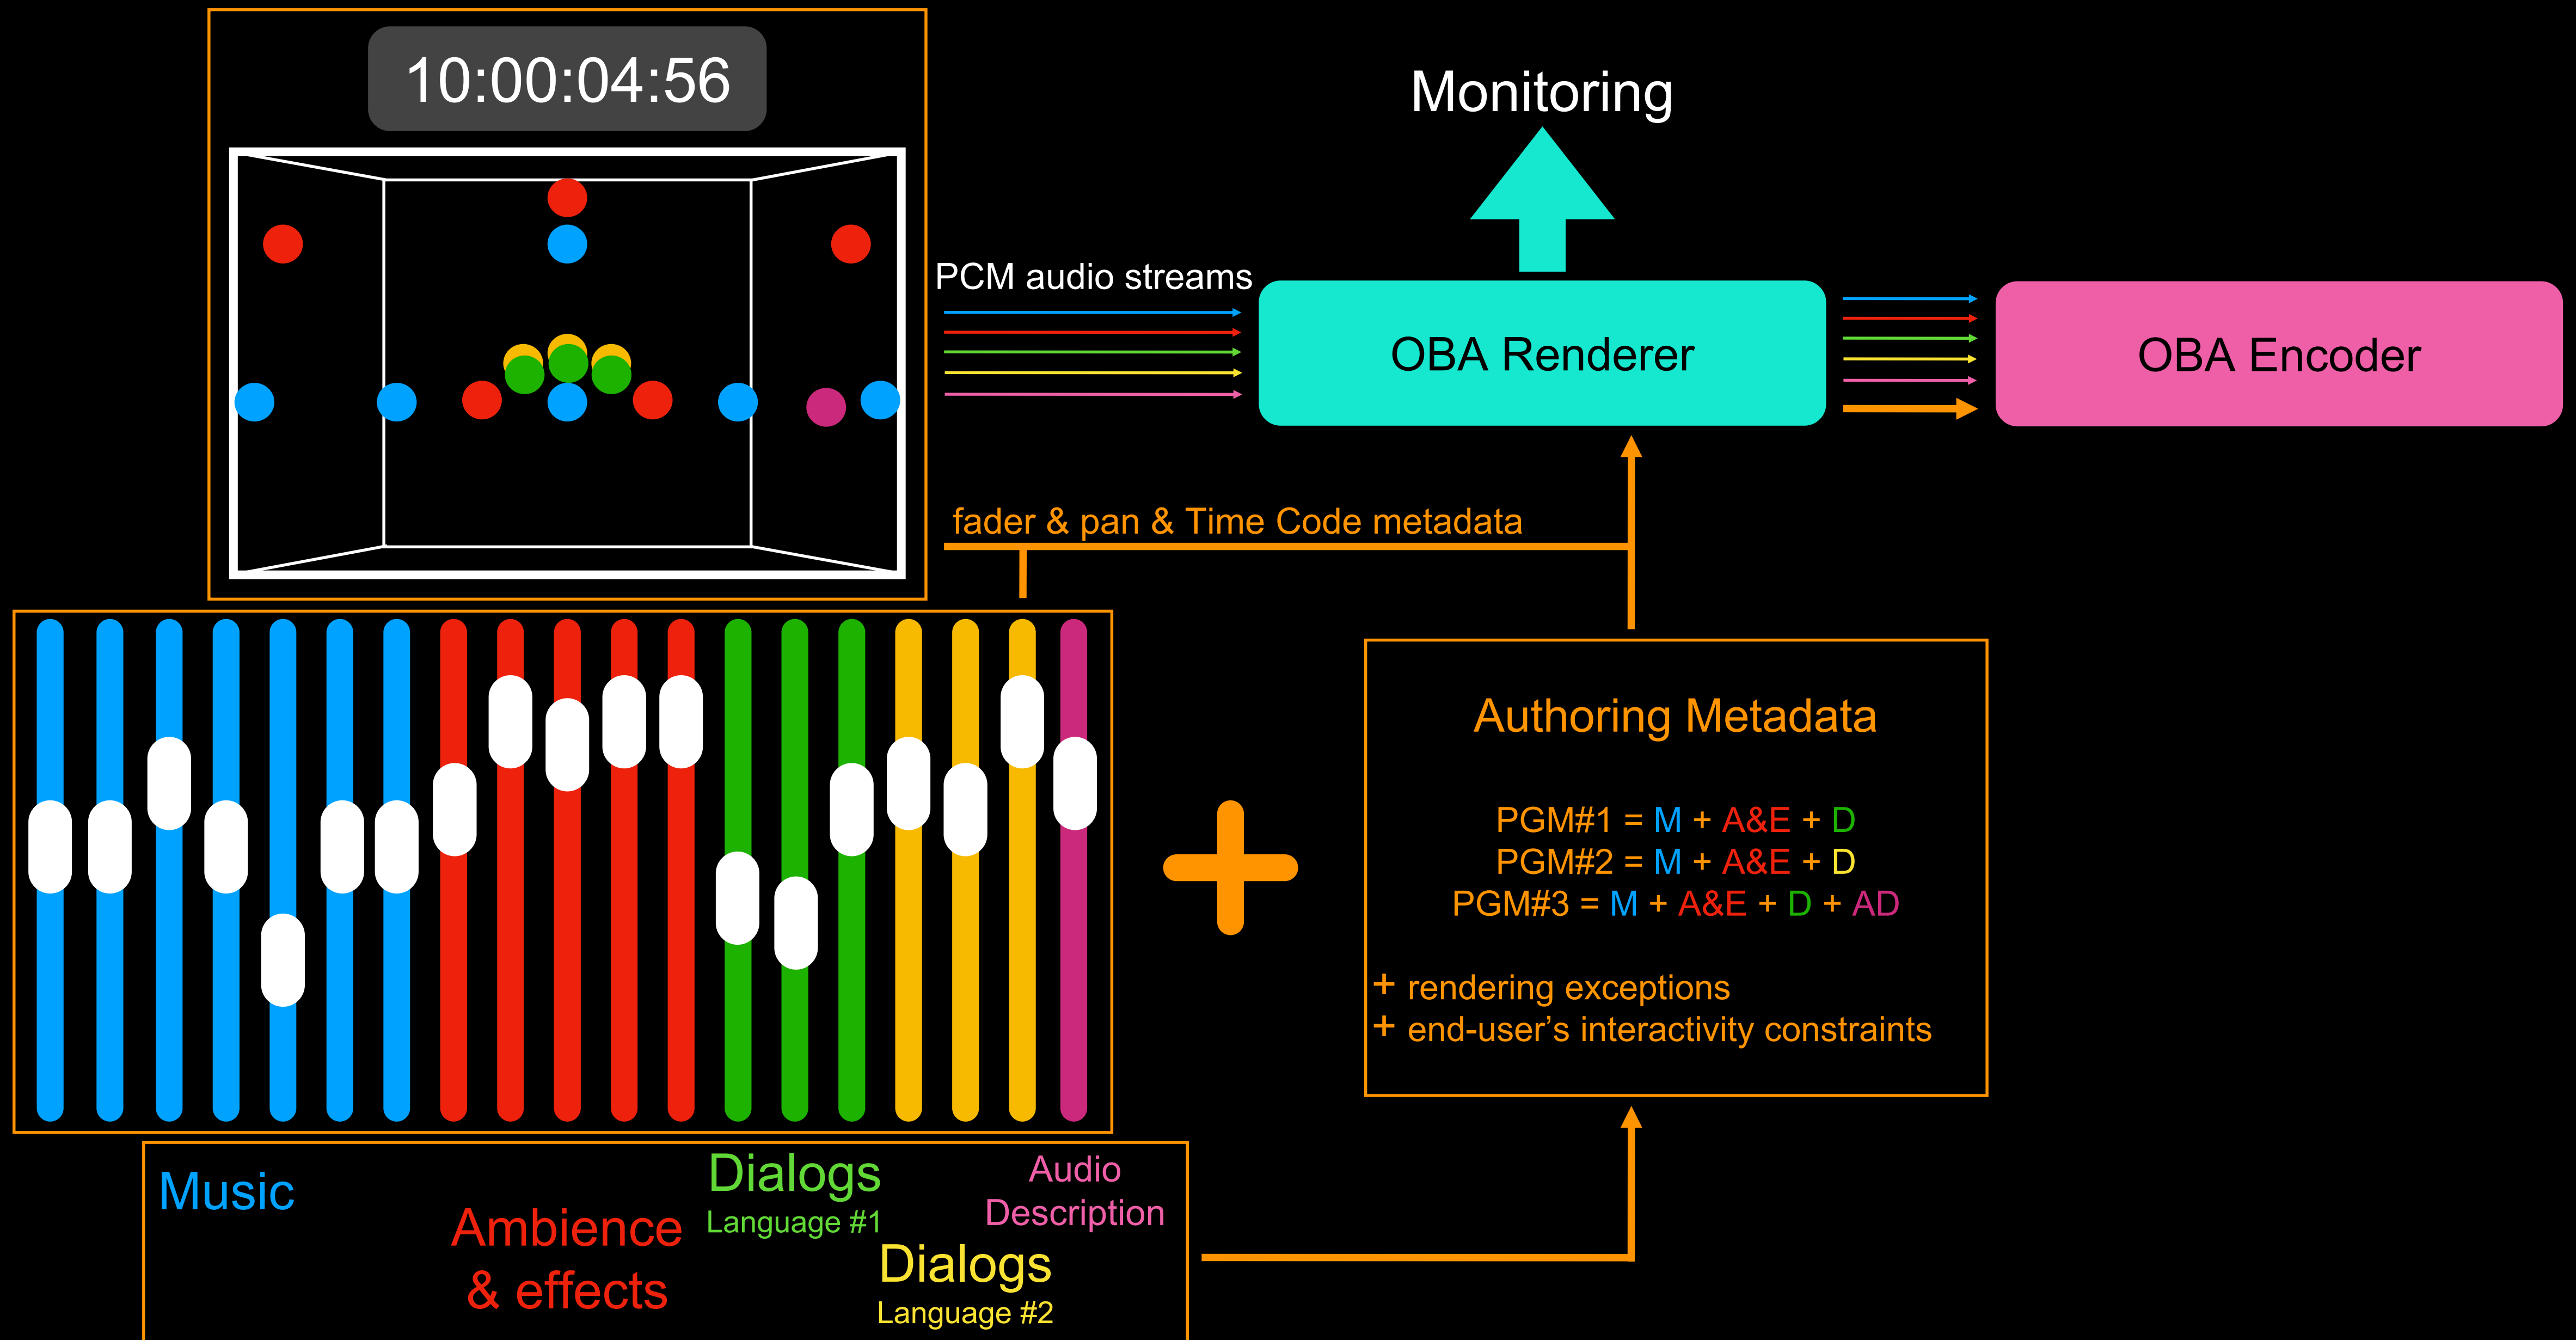 10:00:04:56
Monitoring
PCM audio streams
OBA Renderer
OBA Encoder
fader & pan & Time Code metadata
Authoring Metadata
PGM#1 = M + A&E + D
PGM#2 = M + A&E + D
PGM#3 = M + A&E + D + AD
+ rendering exceptions
+ end-user’s interactivity constraints
Music
Ambience
& effects
Dialogs
Language #1
Dialogs
Language #2
Audio
Description